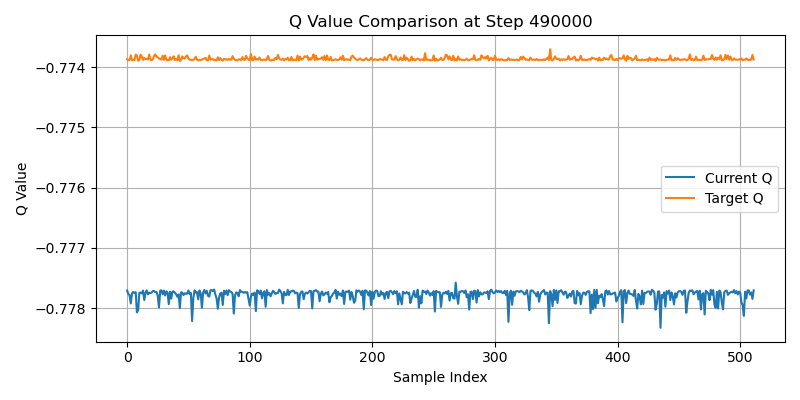 Q Value Comparison at Step 490000
−0.774
−0.775
−0.776
−0.777
−0.778
Q Value
Current Q
Target Q
0 100 200 300 400 500
Sample Index